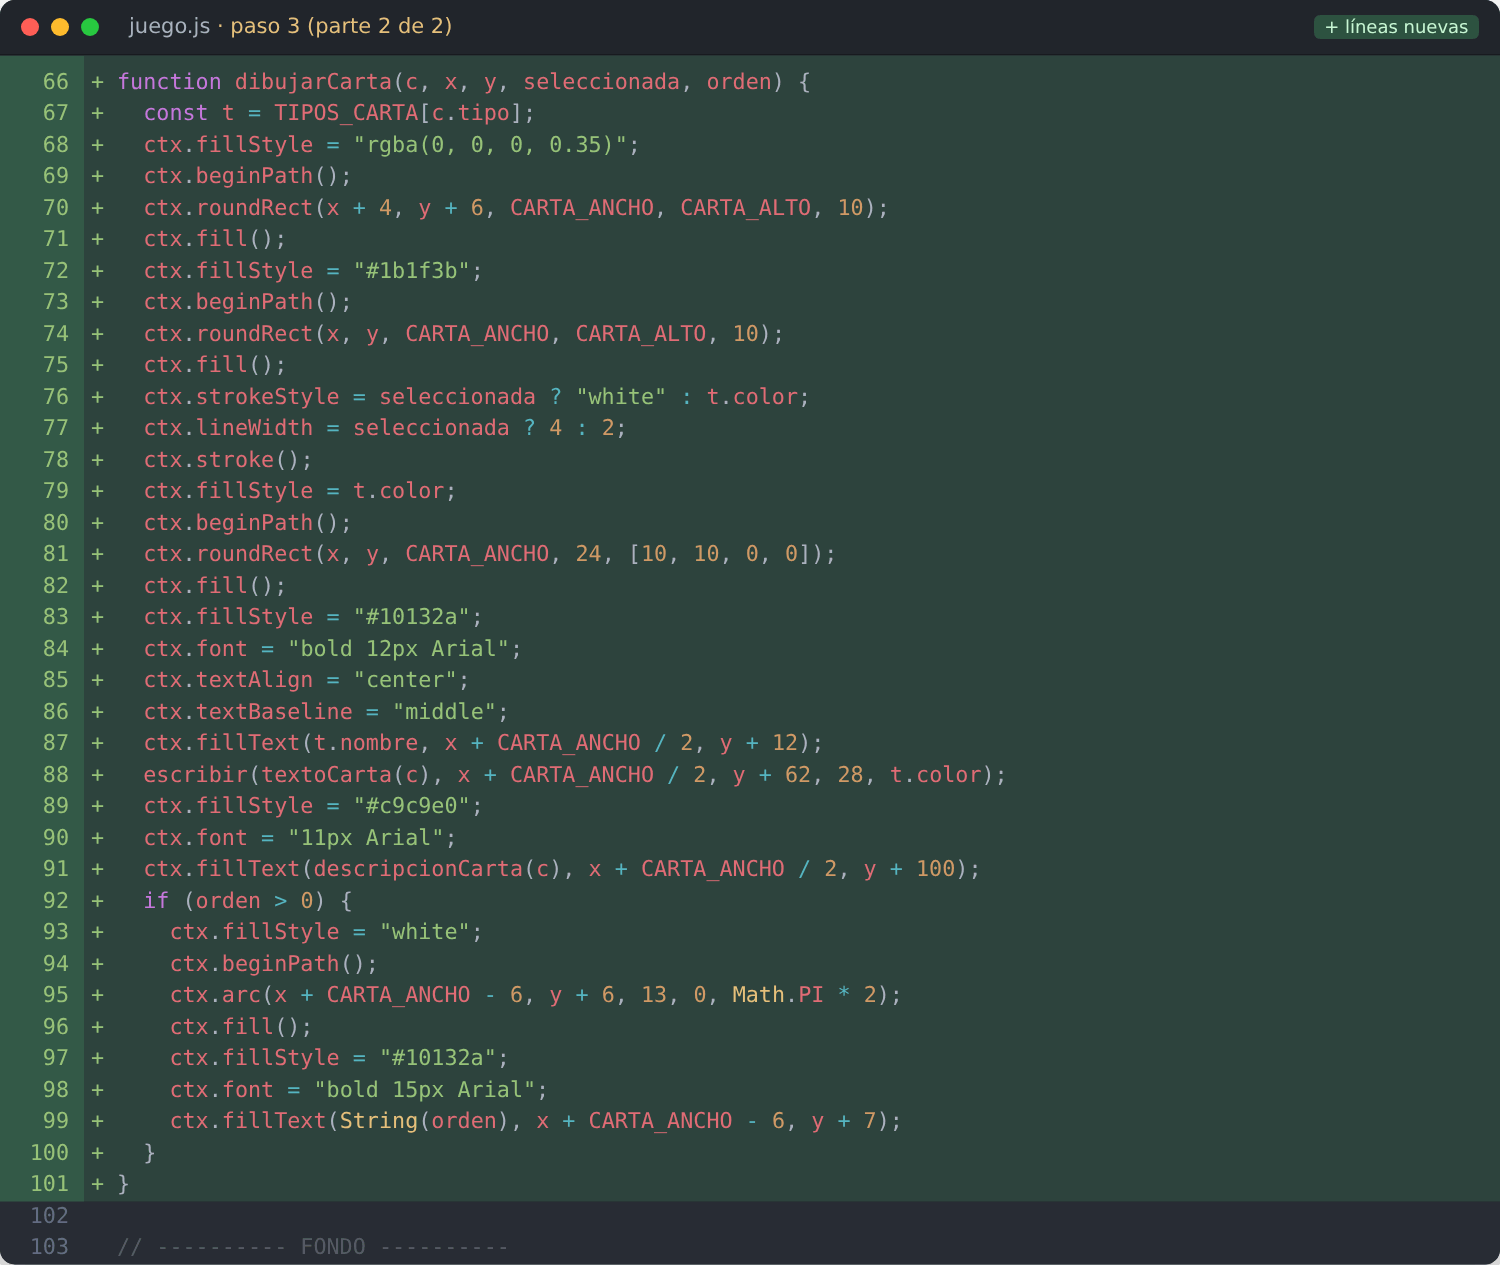 juego.js · paso 3 (parte 2 de 2)
+ líneas nuevas
66 + function dibujarCarta(c, x, y, seleccionada, orden) {
67 +   const t = TIPOS_CARTA[c.tipo];
68 +   ctx.fillStyle = "rgba(0, 0, 0, 0.35)";
69 +   ctx.beginPath();
70 +   ctx.roundRect(x + 4, y + 6, CARTA_ANCHO, CARTA_ALTO, 10);
71 +   ctx.fill();
72 +   ctx.fillStyle = "#1b1f3b";
73 +   ctx.beginPath();
74 +   ctx.roundRect(x, y, CARTA_ANCHO, CARTA_ALTO, 10);
75 +   ctx.fill();
76 +   ctx.strokeStyle = seleccionada ? "white" : t.color;
77 +   ctx.lineWidth = seleccionada ? 4 : 2;
78 +   ctx.stroke();
79 +   ctx.fillStyle = t.color;
80 +   ctx.beginPath();
81 +   ctx.roundRect(x, y, CARTA_ANCHO, 24, [10, 10, 0, 0]);
82 +   ctx.fill();
83 +   ctx.fillStyle = "#10132a";
84 +   ctx.font = "bold 12px Arial";
85 +   ctx.textAlign = "center";
86 +   ctx.textBaseline = "middle";
87 +   ctx.fillText(t.nombre, x + CARTA_ANCHO / 2, y + 12);
88 +   escribir(textoCarta(c), x + CARTA_ANCHO / 2, y + 62, 28, t.color);
89 +   ctx.fillStyle = "#c9c9e0";
90 +   ctx.font = "11px Arial";
91 +   ctx.fillText(descripcionCarta(c), x + CARTA_ANCHO / 2, y + 100);
92 +   if (orden > 0) {
93 +     ctx.fillStyle = "white";
94 +     ctx.beginPath();
95 +     ctx.arc(x + CARTA_ANCHO - 6, y + 6, 13, 0, Math.PI * 2);
96 +     ctx.fill();
97 +     ctx.fillStyle = "#10132a";
98 +     ctx.font = "bold 15px Arial";
99 +     ctx.fillText(String(orden), x + CARTA_ANCHO - 6, y + 7);
100 +   }
101 + }
102
103   // ---------- FONDO ----------